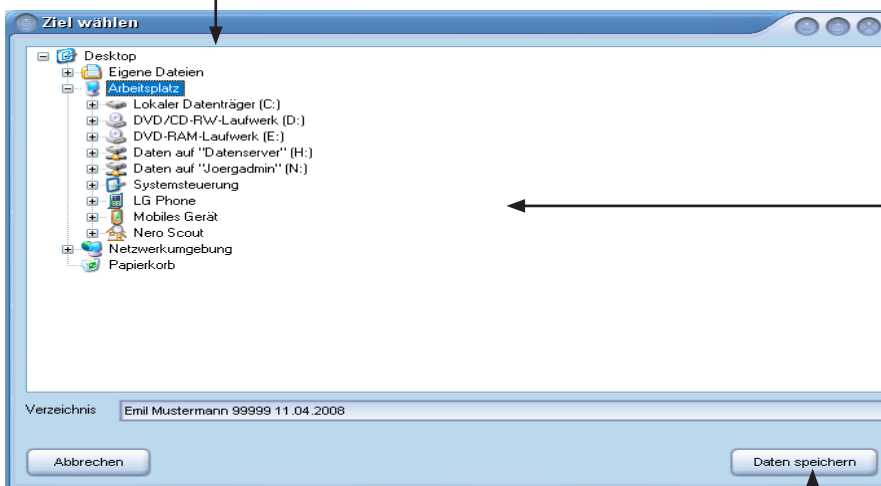 Ziel wählen
Desktop
Eigene Dateien
Arbeitsplatz
Lokaler Datenträger (C:)
DVD/CD-RW-Laufwerk (D:)
DVD-RAM-Laufwerk (E:)
Daten auf "Datenserver" (H:)
Daten auf "Joergadmin" (N:)
Systemsteuerung
LG Phone
Mobiles Gerät
Nero Scout
Netzwerkumgebung
Papierkorb
Verzeichnis Emil Mustermann 99999 11.04.2008
Abbrechen Daten speichern